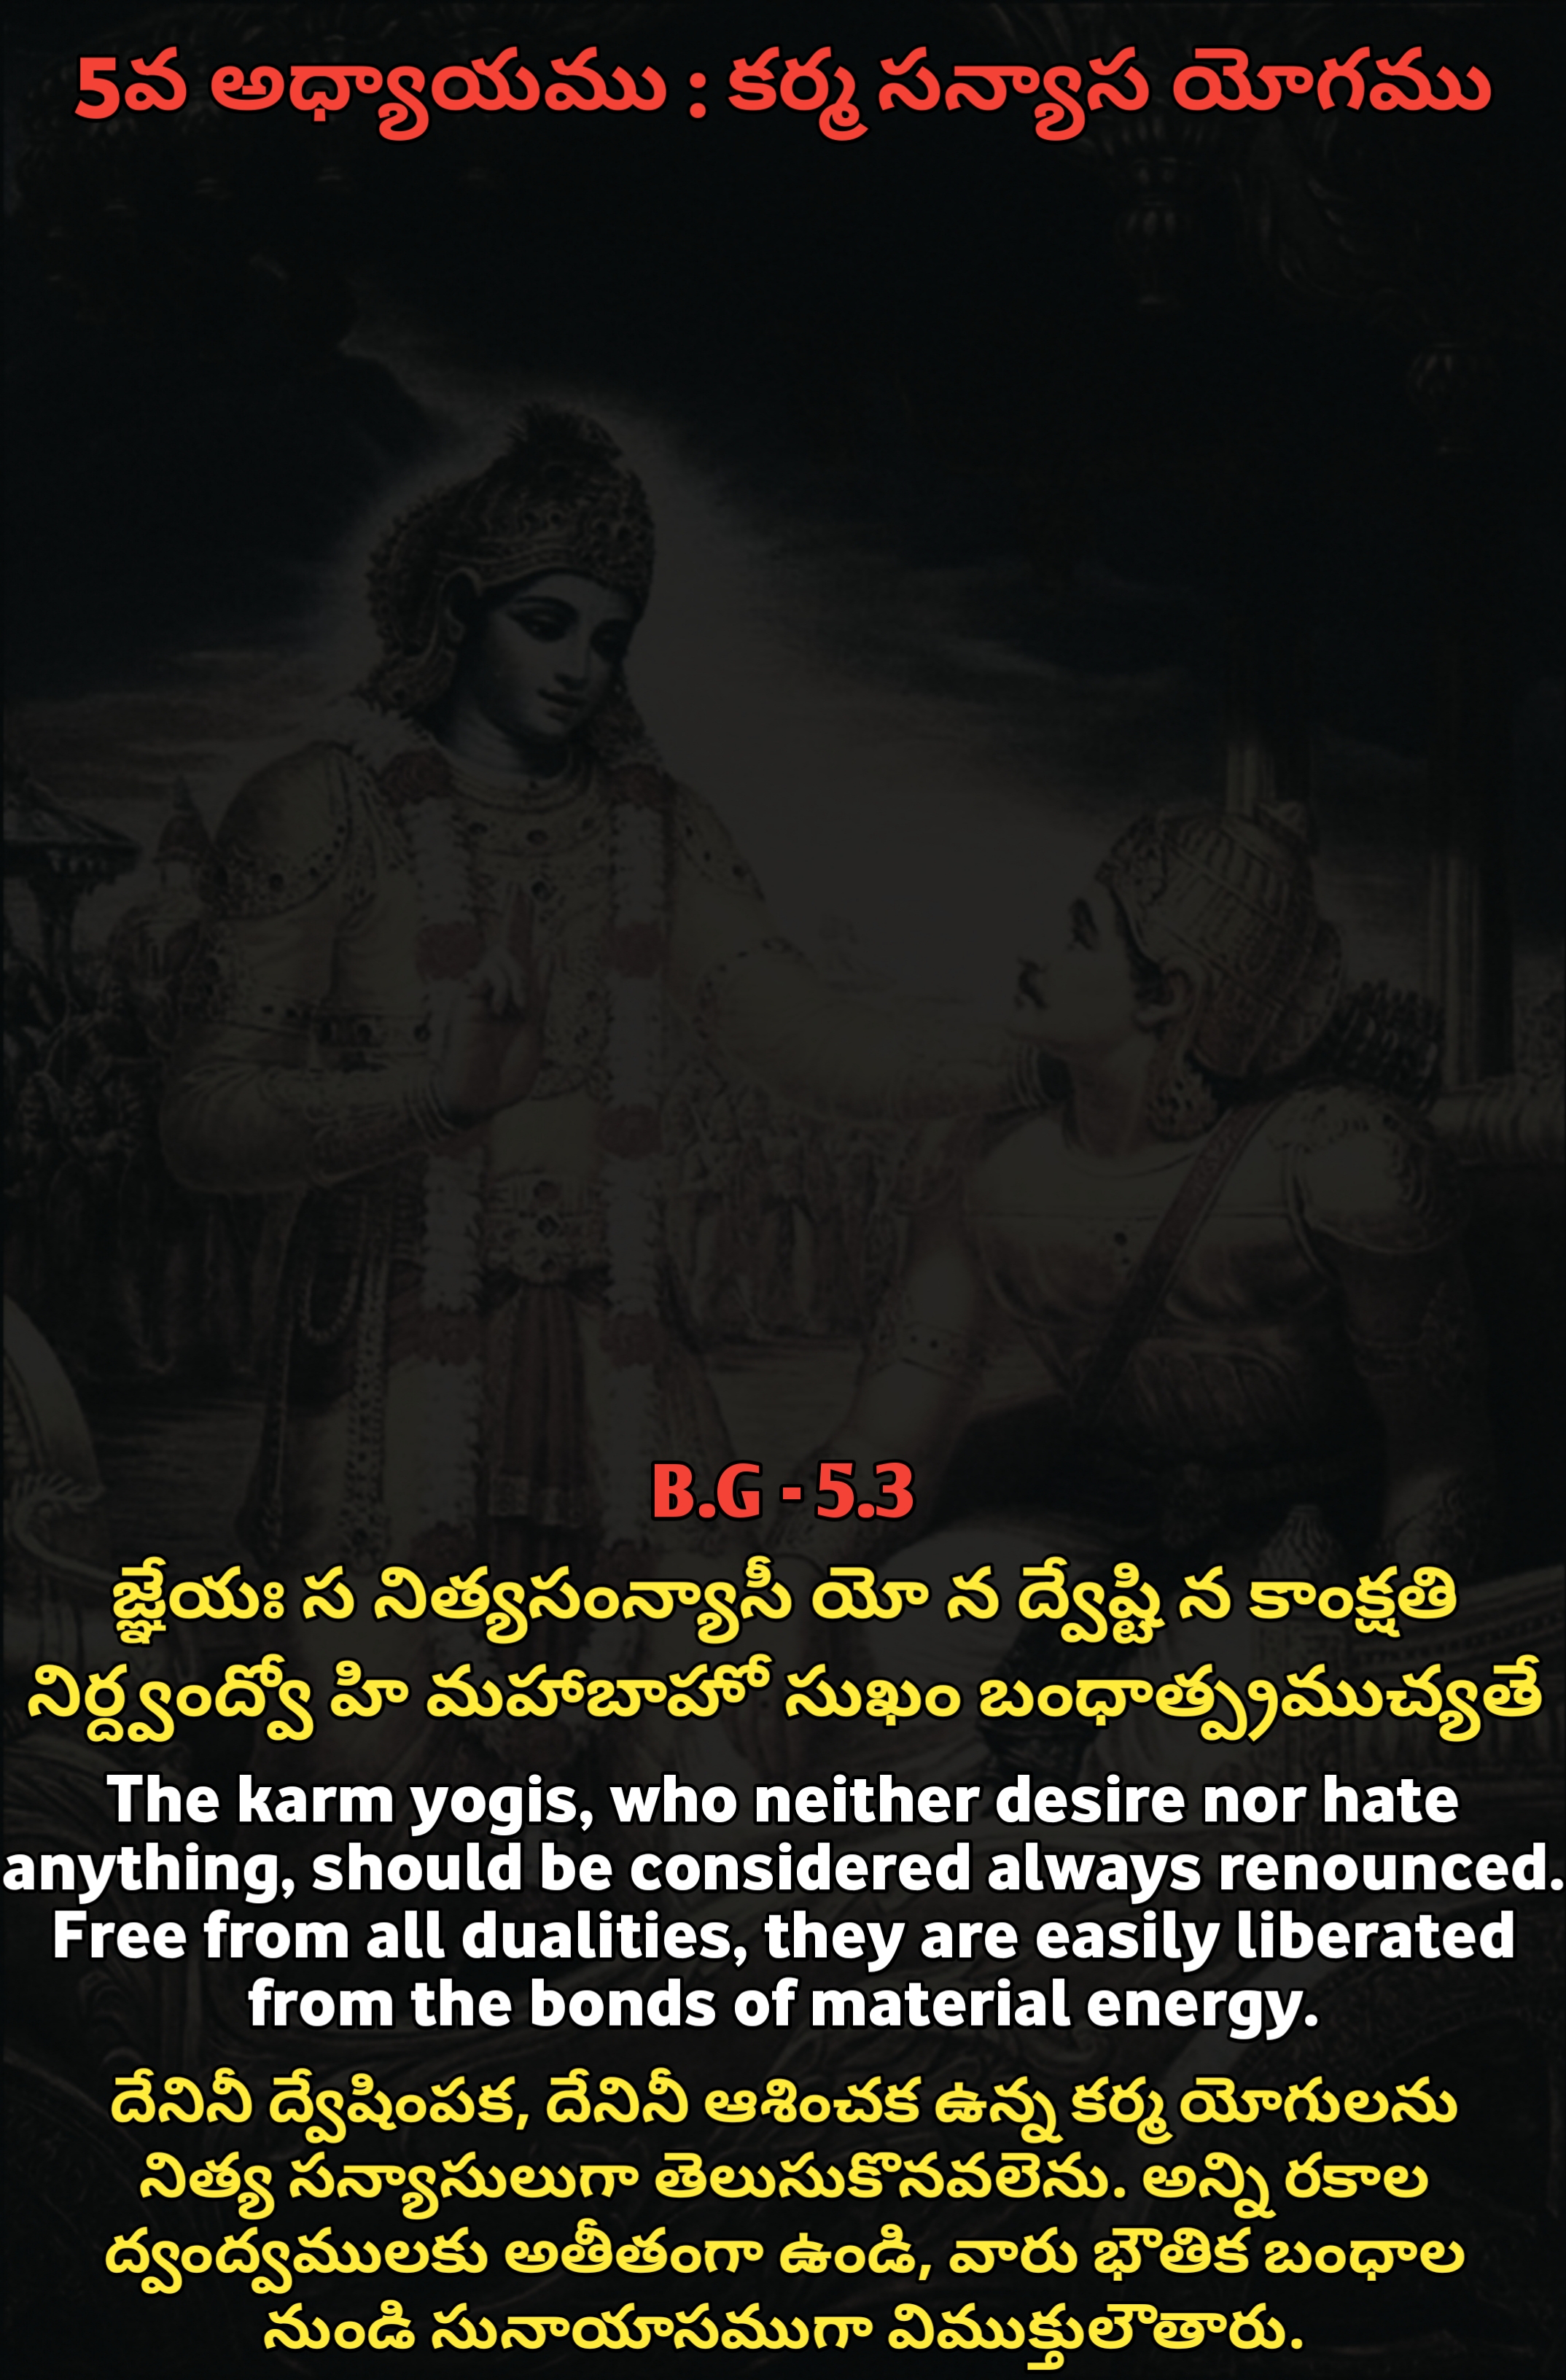 5వ అధ్యాయము : కర్మ సన్యాస యోగము
B.G - 5.3
జ్ఞేయః స నిత్యసంన్యాసీ యో న ద్వేష్టి న కాంక్షతి
నిర్ద్వంద్వో హి మహాబాహో సుఖం బంధాత్ప్రముచ్యతే
The karm yogis, who neither desire nor hate
anything, should be considered always renounced.
Free from all dualities, they are easily liberated
from the bonds of material energy.
దేనినీ ద్వేషింపక, దేనినీ ఆశించక ఉన్న కర్మ యోగులను
నిత్య సన్యాసులుగా తెలుసుకొనవలెను. అన్ని రకాల
ద్వంద్వములకు అతీతంగా ఉండి, వారు భౌతిక బంధాల
నుండి సునాయాసముగా విముక్తులౌతారు.